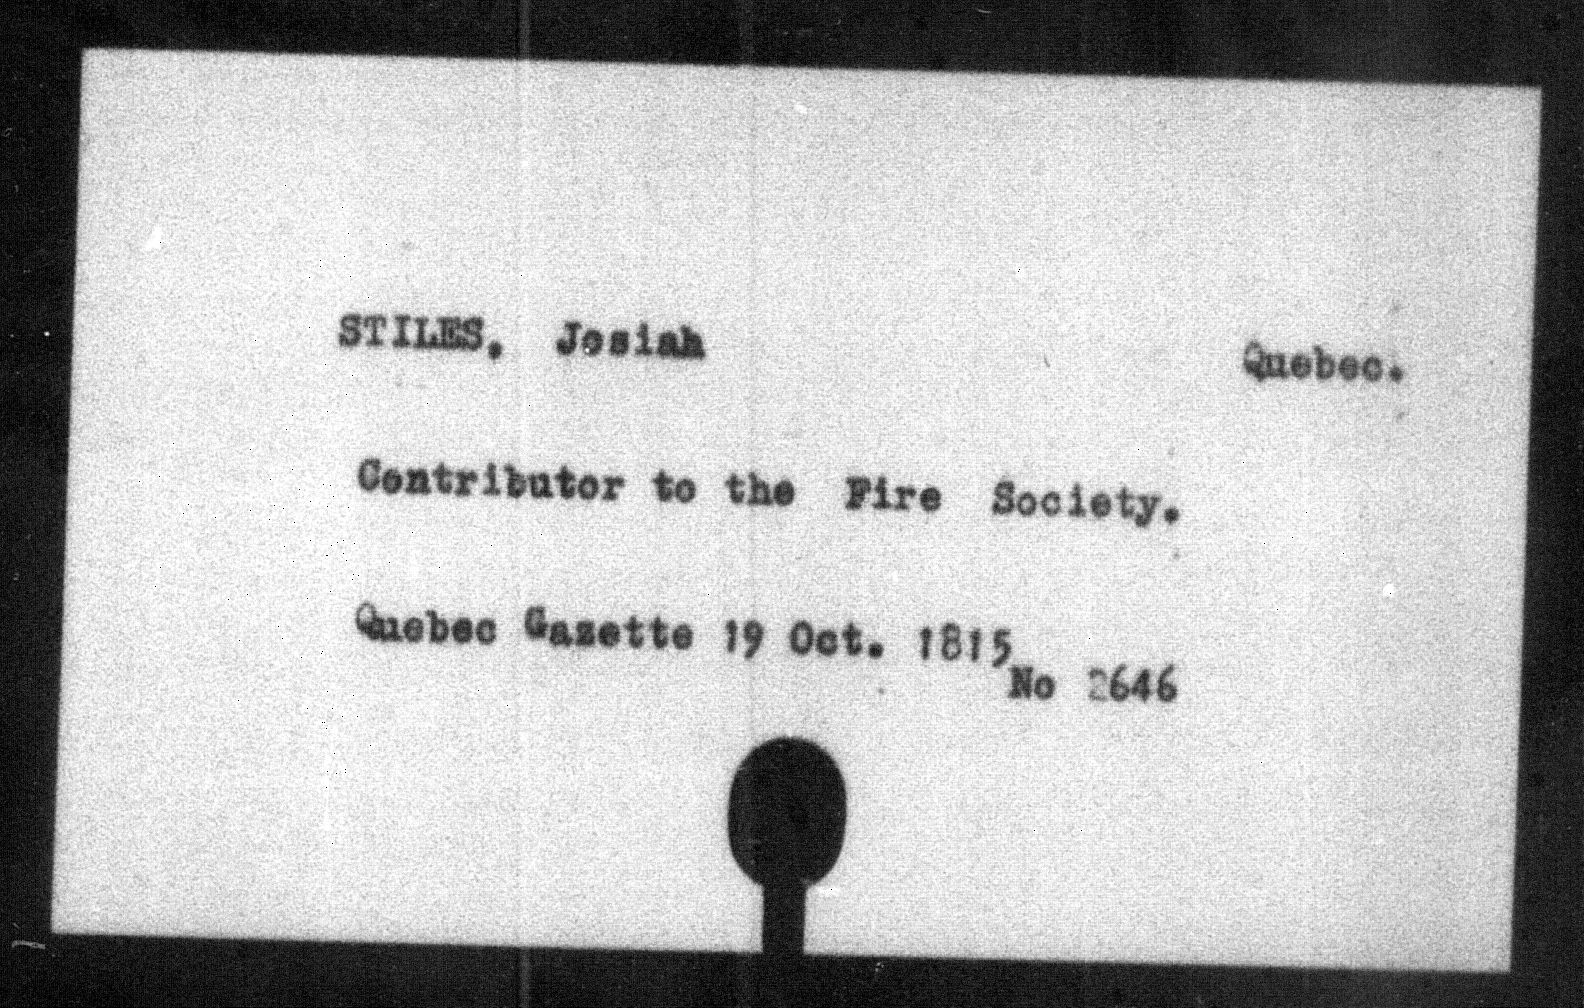 STILES, Josiah Quebec.
Contributor to the Fire Society.
Quebec Gazette 19 Oct. 1815
No 2646